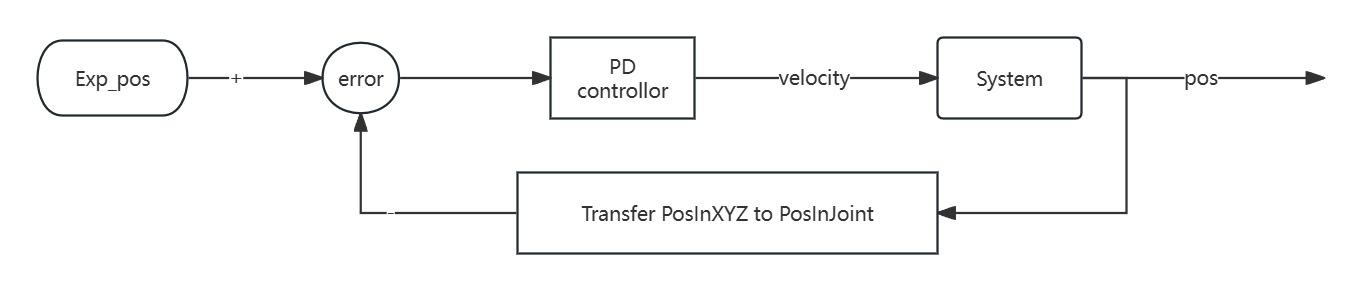 Exp_pos
+
error
PD
controllor
velocity
System
pos
Transfer PosInXYZ to PosInJoint
-